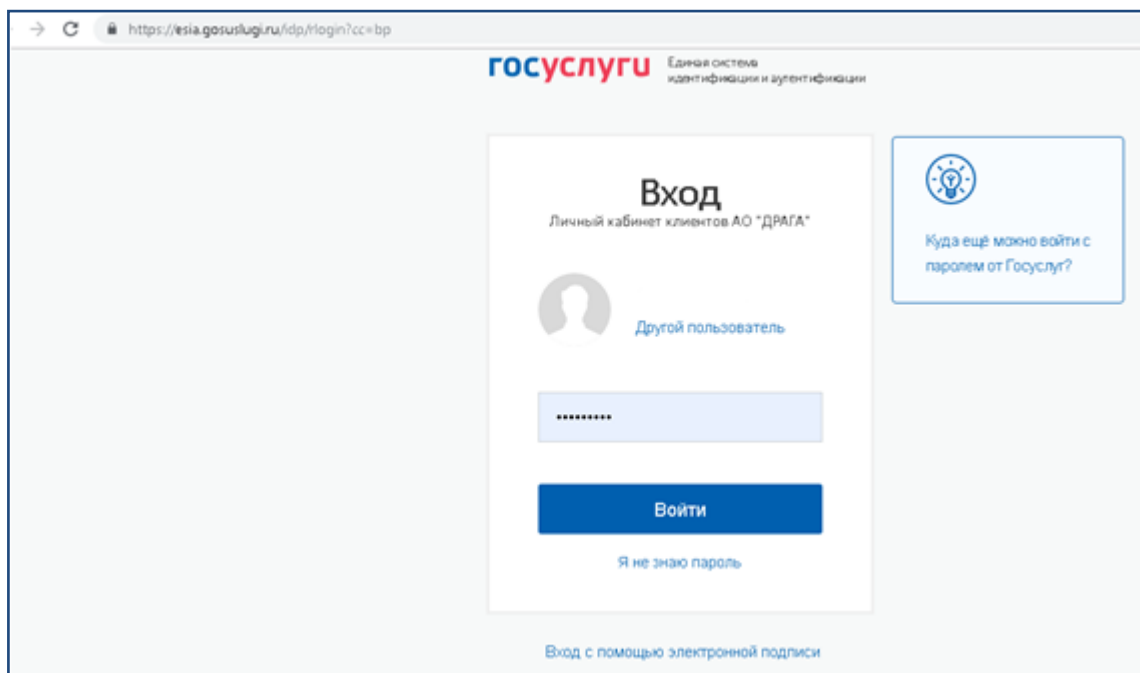 https://esia.gosuslugi.ru/idp/rlogin?cc=bp
госуслуги
Единая система
идентификации и аутентификации
Вход
Личный кабинет клиентов АО "ДРАГА"
Другой пользователь
•••••••••
Войти
Я не знаю пароль
Вход с помощью электронной подписи
Куда ещё можно войти с
паролем от Госуслуг?